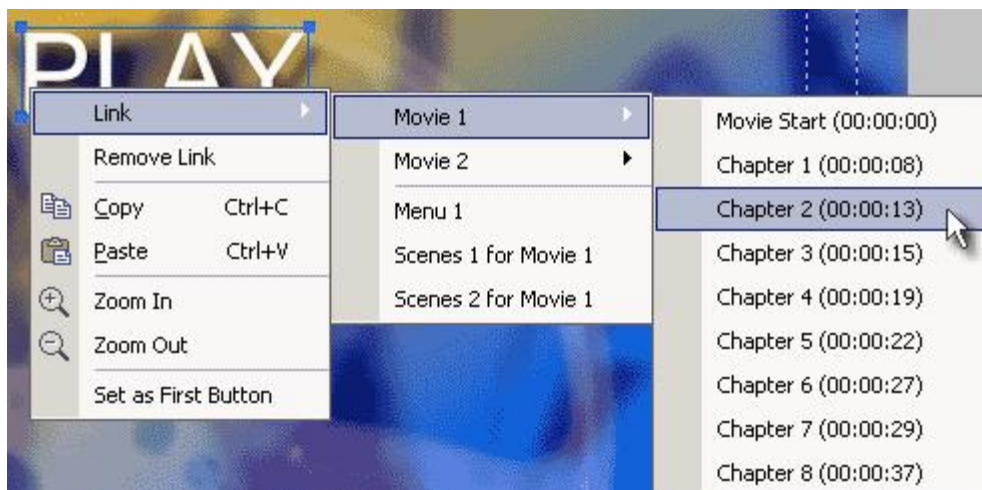 PLAY
Link
Remove Link
Copy Ctrl+C
Paste Ctrl+V
Zoom In
Zoom Out
Set as First Button
Movie 1
Movie 2
Menu 1
Scenes 1 for Movie 1
Scenes 2 for Movie 1
Movie Start (00:00:00)
Chapter 1 (00:00:08)
Chapter 2 (00:00:13)
Chapter 3 (00:00:15)
Chapter 4 (00:00:19)
Chapter 5 (00:00:22)
Chapter 6 (00:00:27)
Chapter 7 (00:00:29)
Chapter 8 (00:00:37)